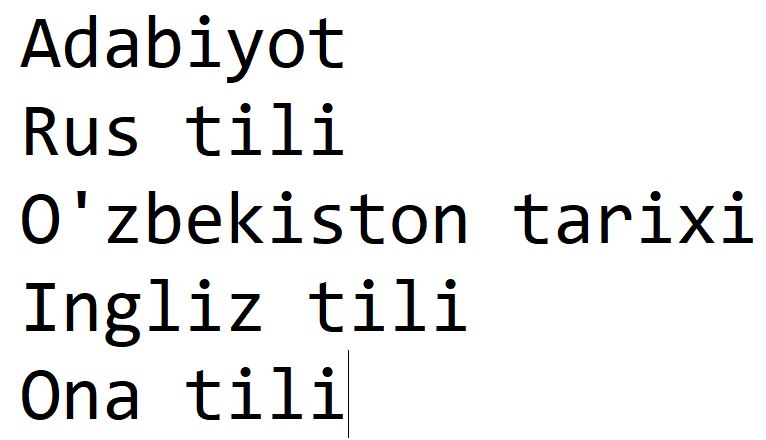 Adabiyot
Rus tili
O'zbekiston tarixi
Ingliz tili
Ona tili